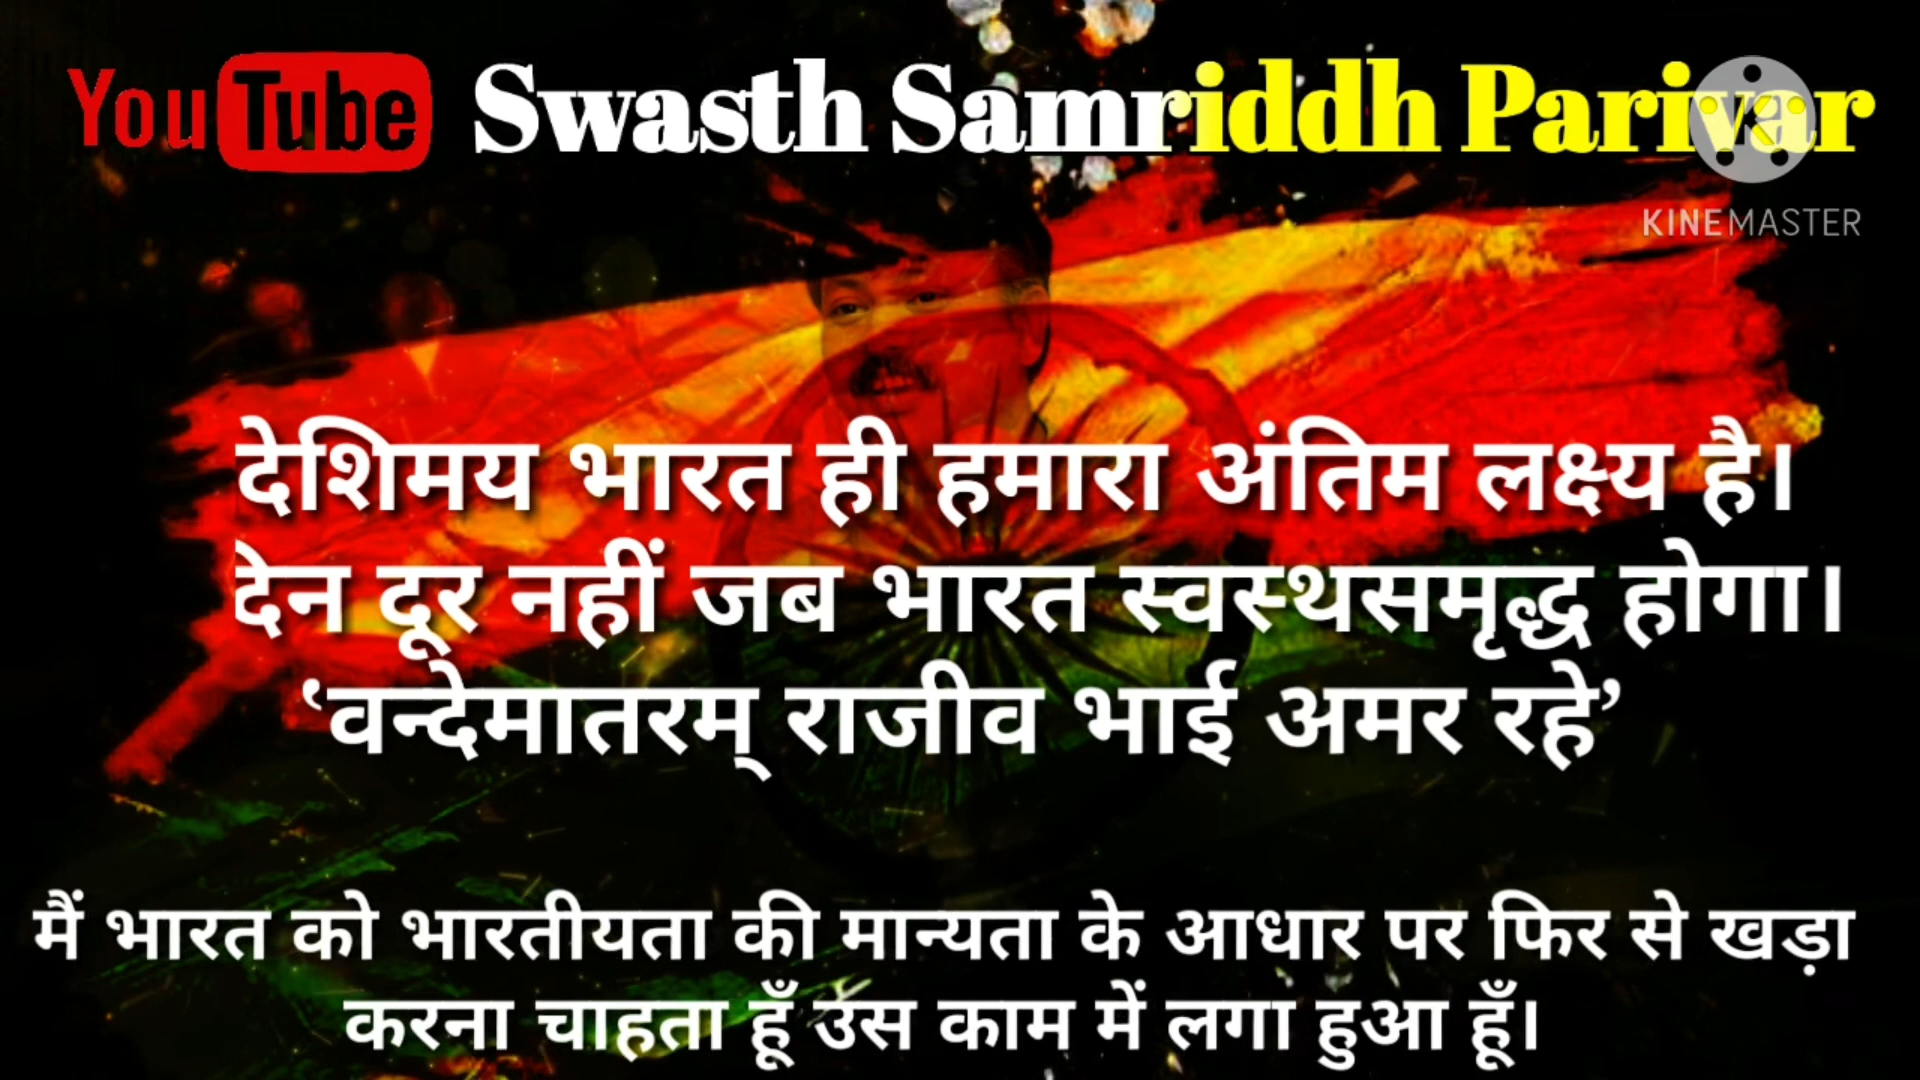 YouTube Swasth Samriddh Parivar
KINEMASTER
देशिमय भारत ही हमारा अंतिम लक्ष्य है।
देन दूर नहीं जब भारत स्वस्थसमृद्ध होगा।
‘वन्देमातरम् राजीव भाई अमर रहे’
मैं भारत को भारतीयता की मान्यता के आधार पर फिर से खड़ा
करना चाहता हूँ उस काम में लगा हुआ हूँ।